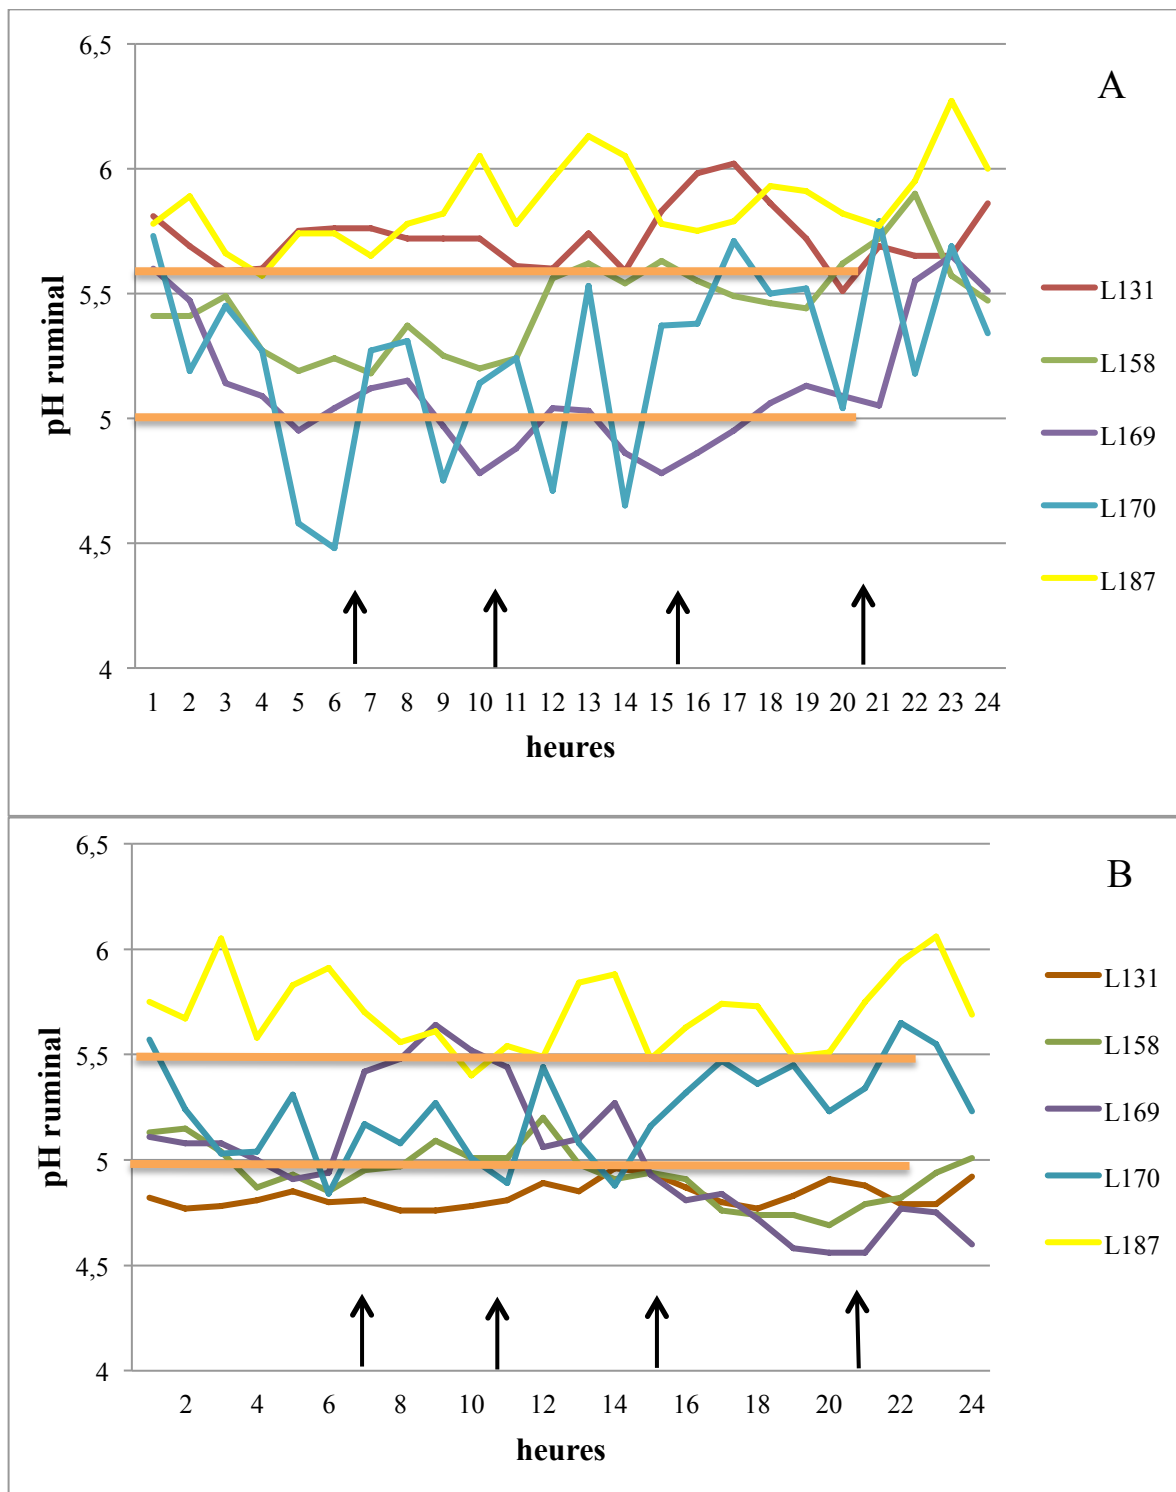 A
6,5
6
5,5
5
4,5
4
pH ruminal
1 2 3 4 5 6 7 8 9 10 11 12 13 14 15 16 17 18 19 20 21 22 23 24
heures
L131
L158
L169
L170
L187
B
6,5
6
5,5
5
4,5
4
pH ruminal
2 4 6 8 10 12 14 16 18 20 22 24
heures
L131
L158
L169
L170
L187